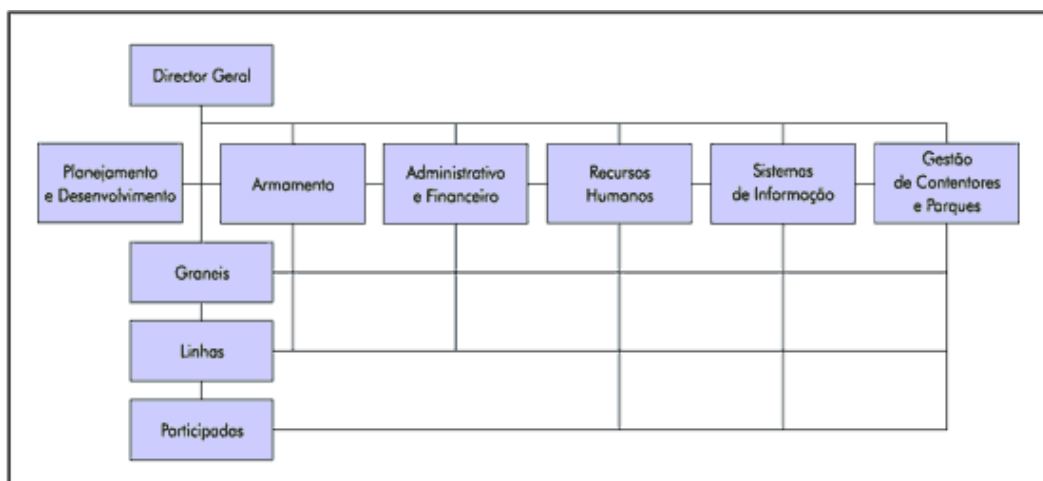 Director Geral
Planejamento
e Desenvolvimento
Armamento
Administrativo
e Financeiro
Recursos
Humanos
Sistemas
de Informação
Gestão
de Contentores
e Parques
Graneis
Linhas
Participadas